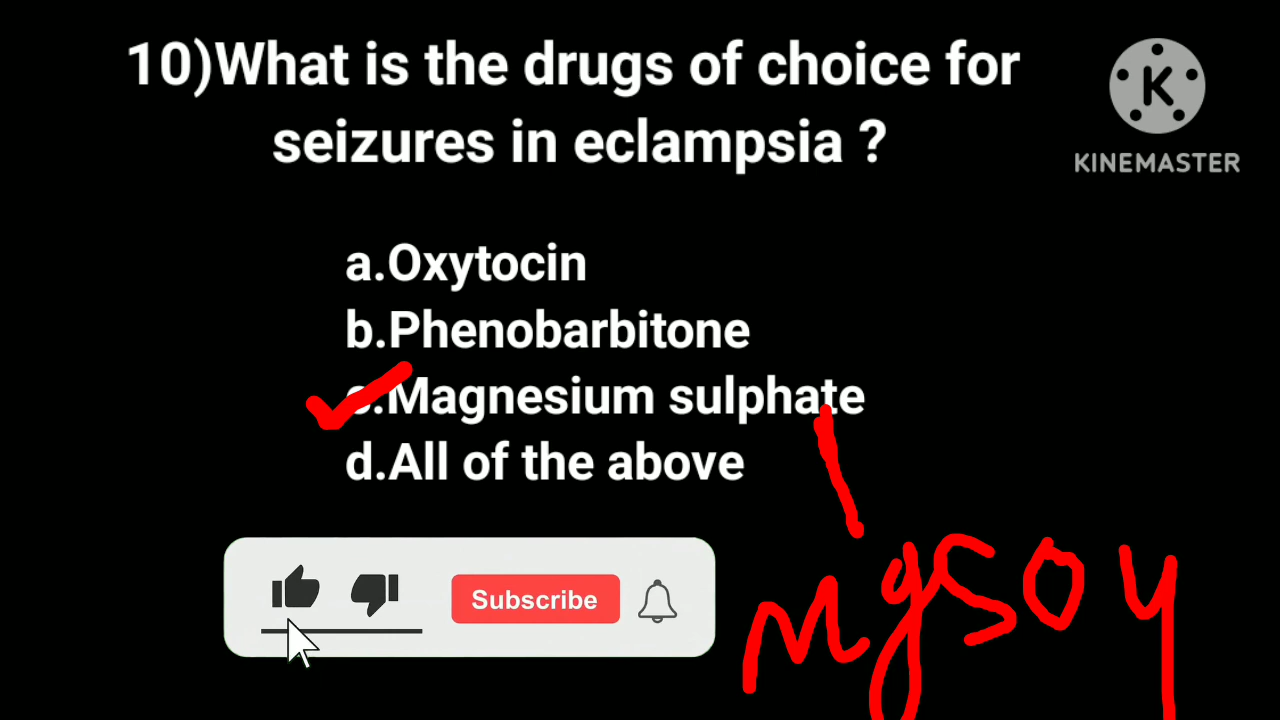 10)What is the drugs of choice for
seizures in eclampsia ?
K
KINEMASTER
a.Oxytocin
b.Phenobarbitone
c.Magnesium sulphate
d.All of the above
Subscribe
MgSO4